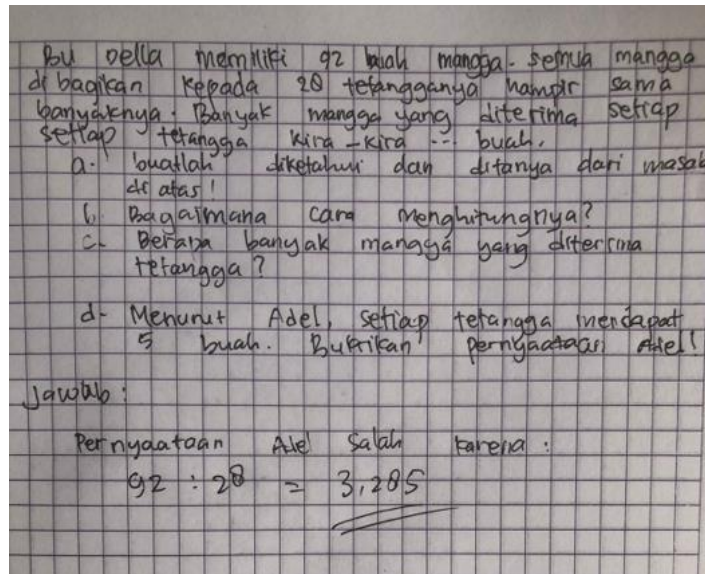 Bu Della memiliki 92 buah mangga. Semua mangga
di bagikan kepada 28 tetangganya hampir sama
banyaknya. Banyak mangga yang diterima setiap
settap tetangga kira-kira ... buah.
a. buatlah diketahui dan ditanya dari masal
di atas!
b. Bagaimana cara menghitungnya?
c. Berapa banyak mangga yang diterima
tetangga?
d. Menurut Adel, setiap tetangga mendapat
5 buah. Buktikan pernyaataan Adel!
Jawab:
Pernyaataan Adel salah karena:
92 : 28 = 3,285